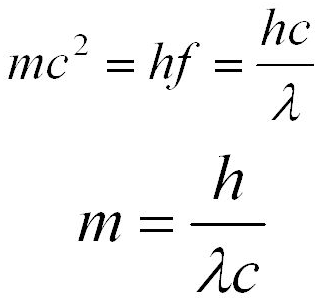 mc² = hf = hc/λ
m = h/λc